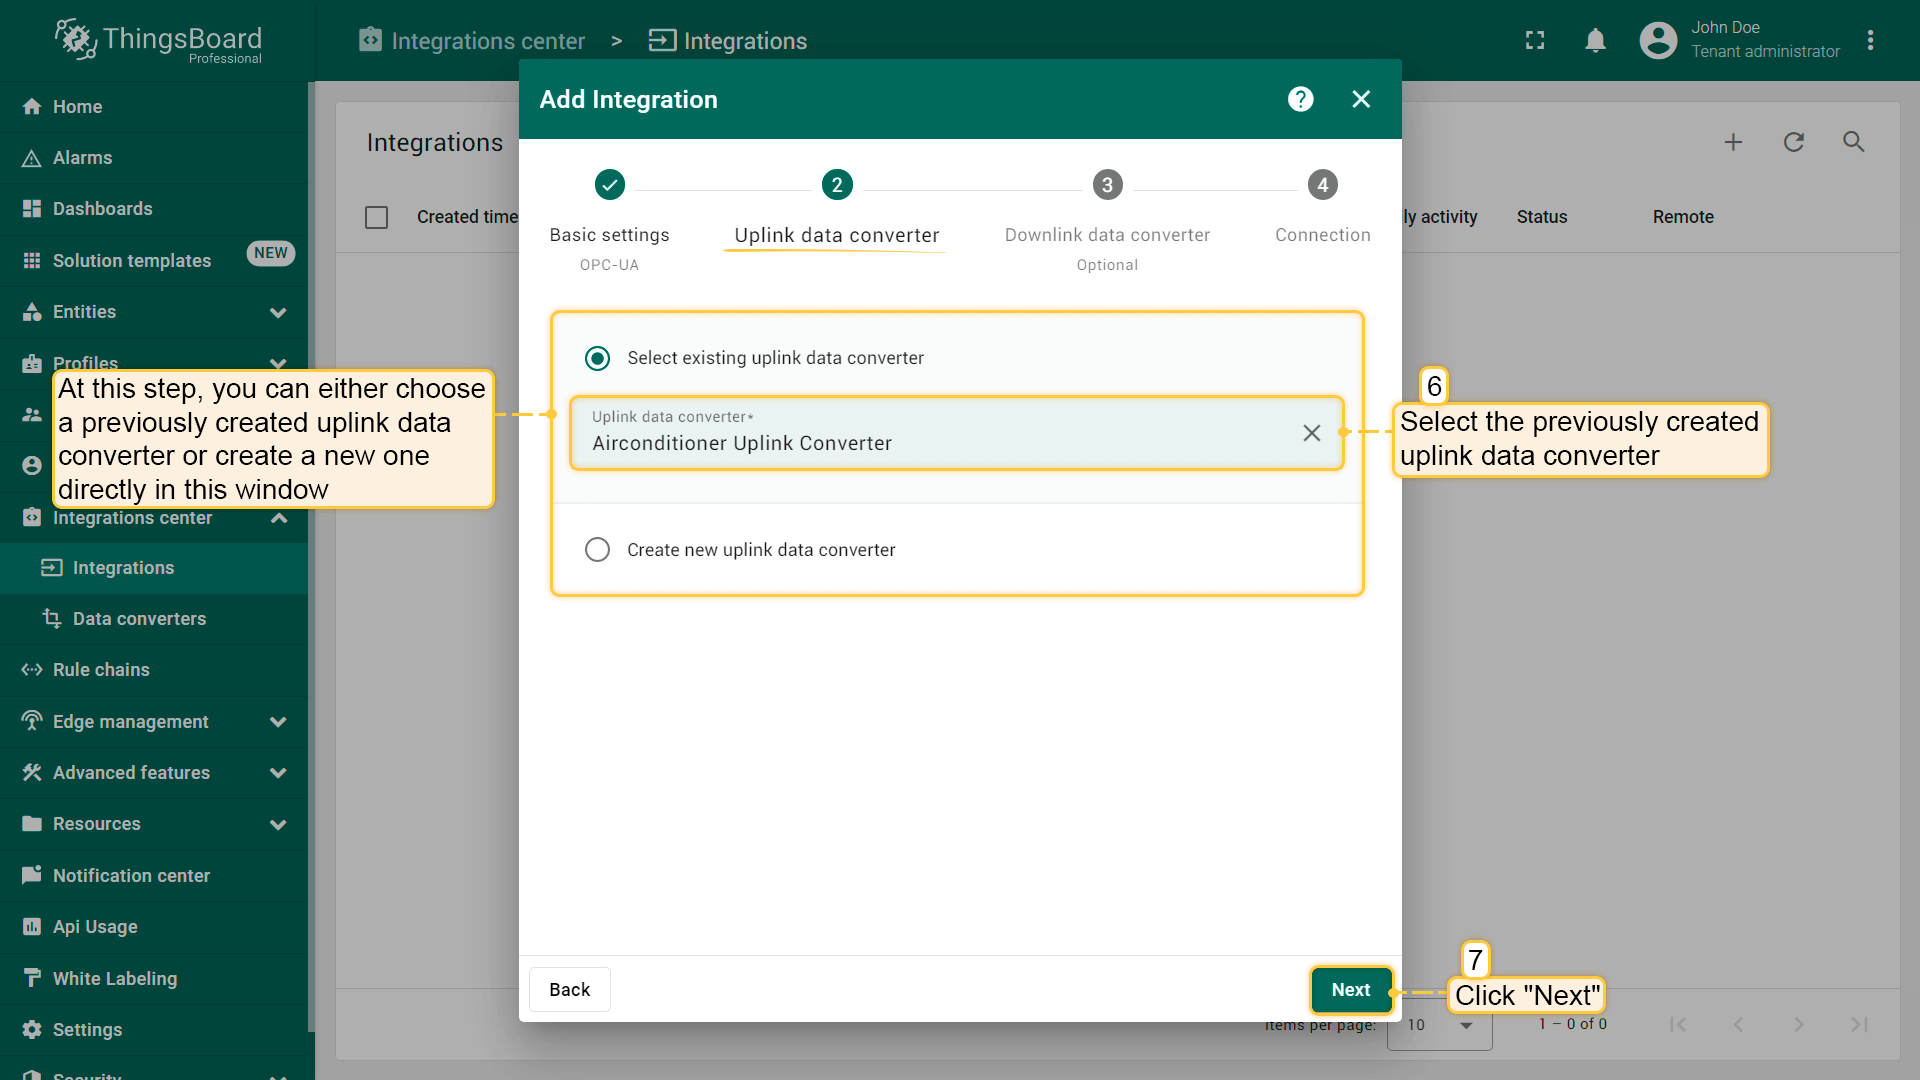 ThingsBoard
Professional
Integrations center > Integrations
John Doe
Tenant administrator
Home
Alarms
Dashboards
Solution templates NEW
Entities
Profiles
Integrations center
Integrations
Data converters
Rule chains
Edge management
Advanced features
Resources
Notification center
Api Usage
White Labeling
Settings
Security
Integrations
Created time
ly activity
Status
Remote
Add Integration
?
2
3
4
Basic settings
OPC-UA
Uplink data converter
Downlink data converter
Optional
Connection
Select existing uplink data converter
Uplink data converter*
Airconditioner Uplink Converter
Create new uplink data converter
At this step, you can either choose
a previously created uplink data
converter or create a new one
directly in this window
6
Select the previously created
uplink data converter
7
Click "Next"
Back
Next
Items per page: 10
1 – 0 of 0